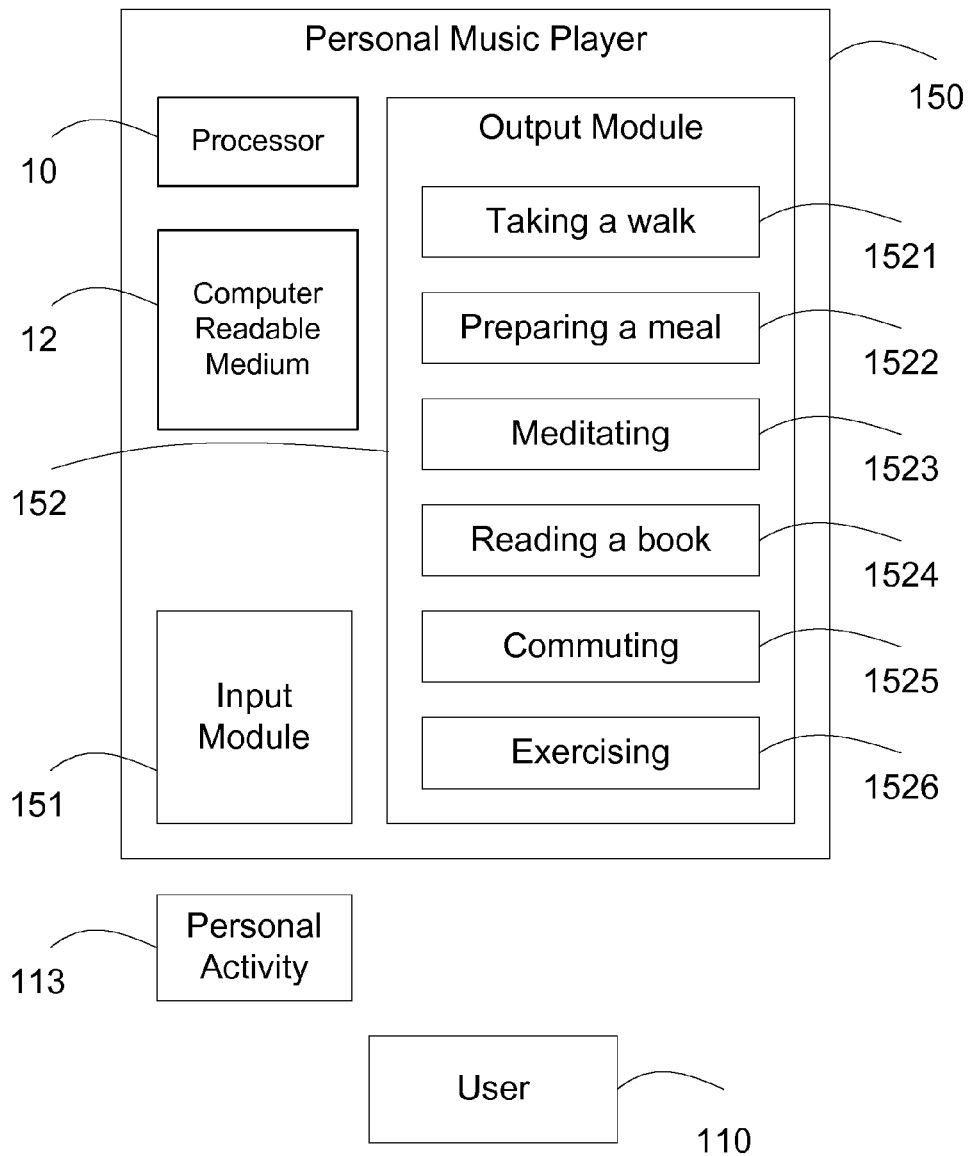 Personal Music Player
150
Processor
10
Output Module
Taking a walk
1521
Computer
Readable
Medium
12
Preparing a meal
1522
Meditating
1523
152
Reading a book
1524
Commuting
1525
Input
Module
151
Exercising
1526
Personal
Activity
113
User
110